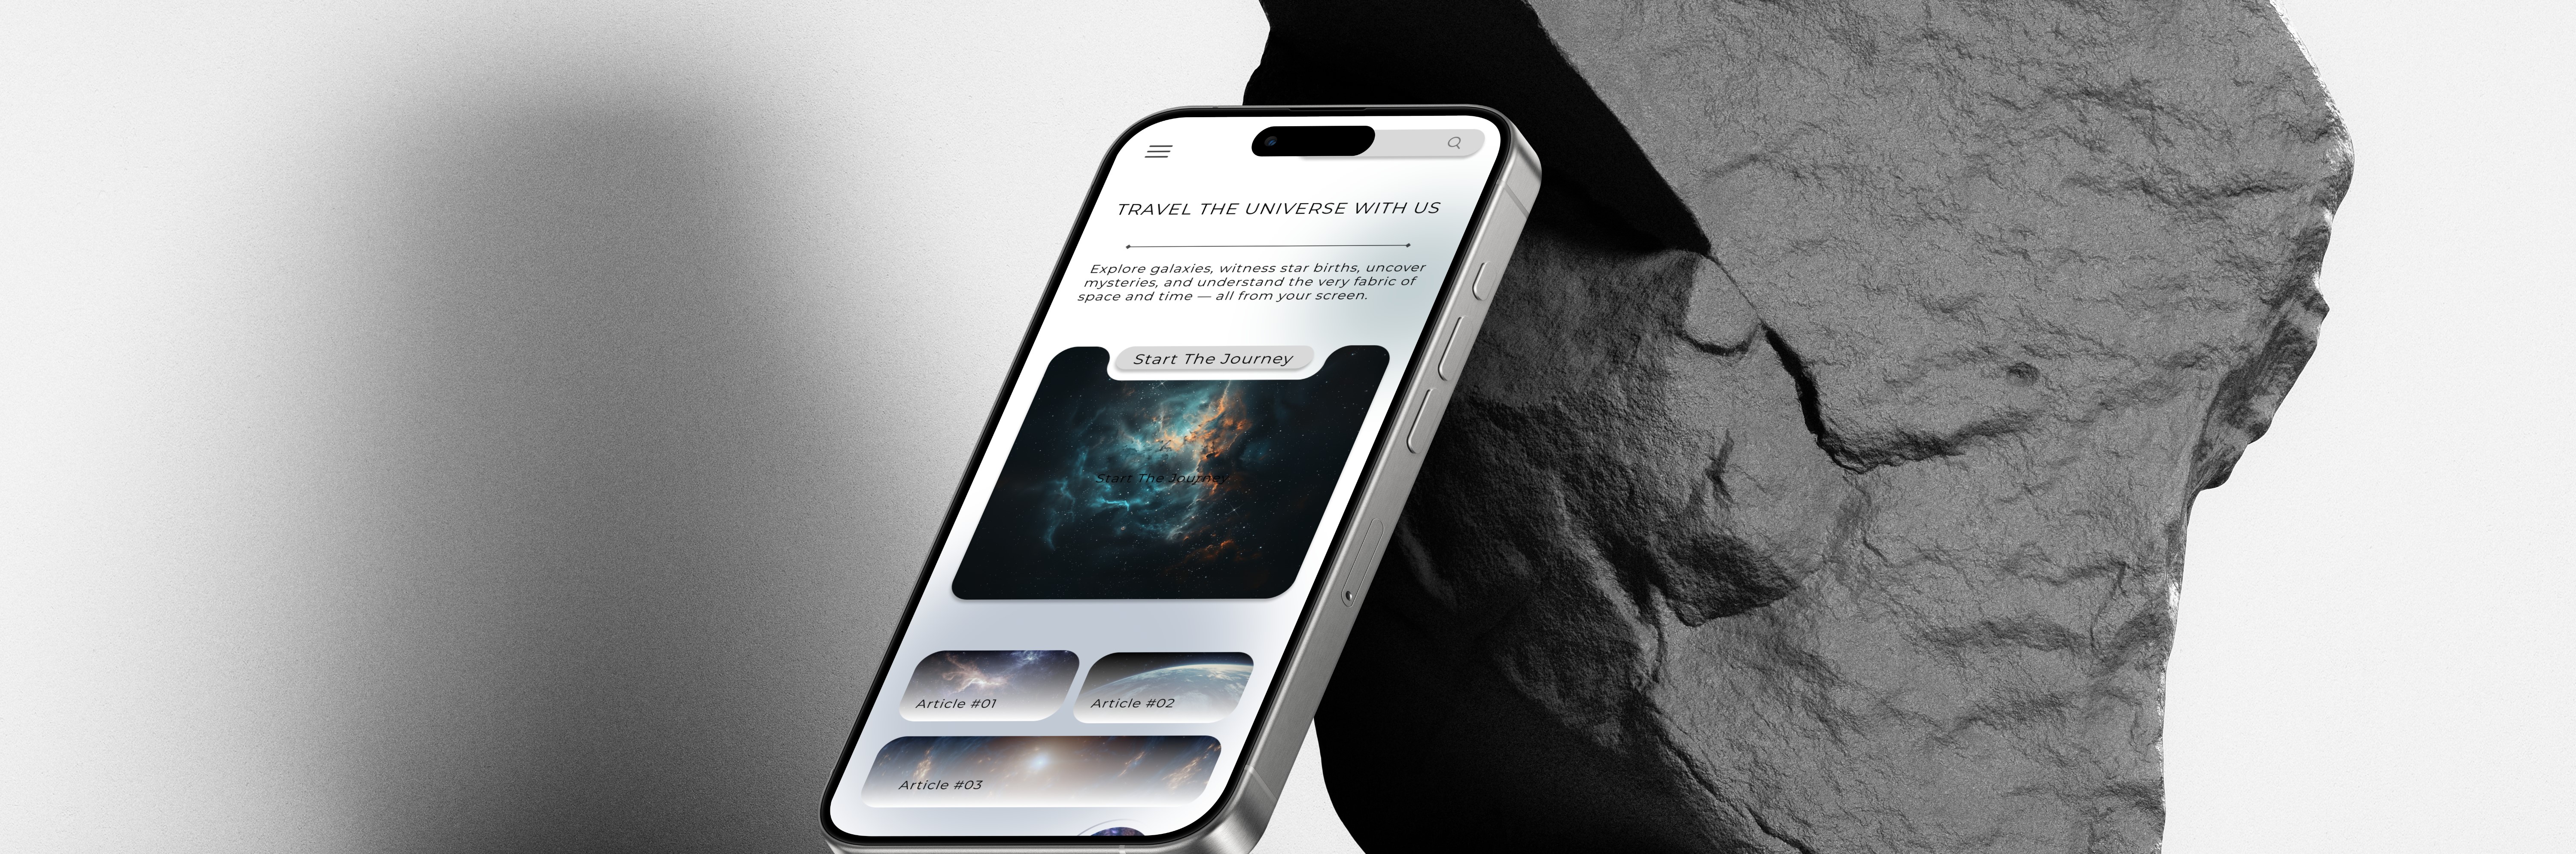 TRAVEL THE UNIVERSE WITH US
Explore galaxies, witness star births, uncover
mysteries, and understand the very fabric of
space and time — all from your screen.
Start The Journey
Start The Journey
Article #01
Article #02
Article #03